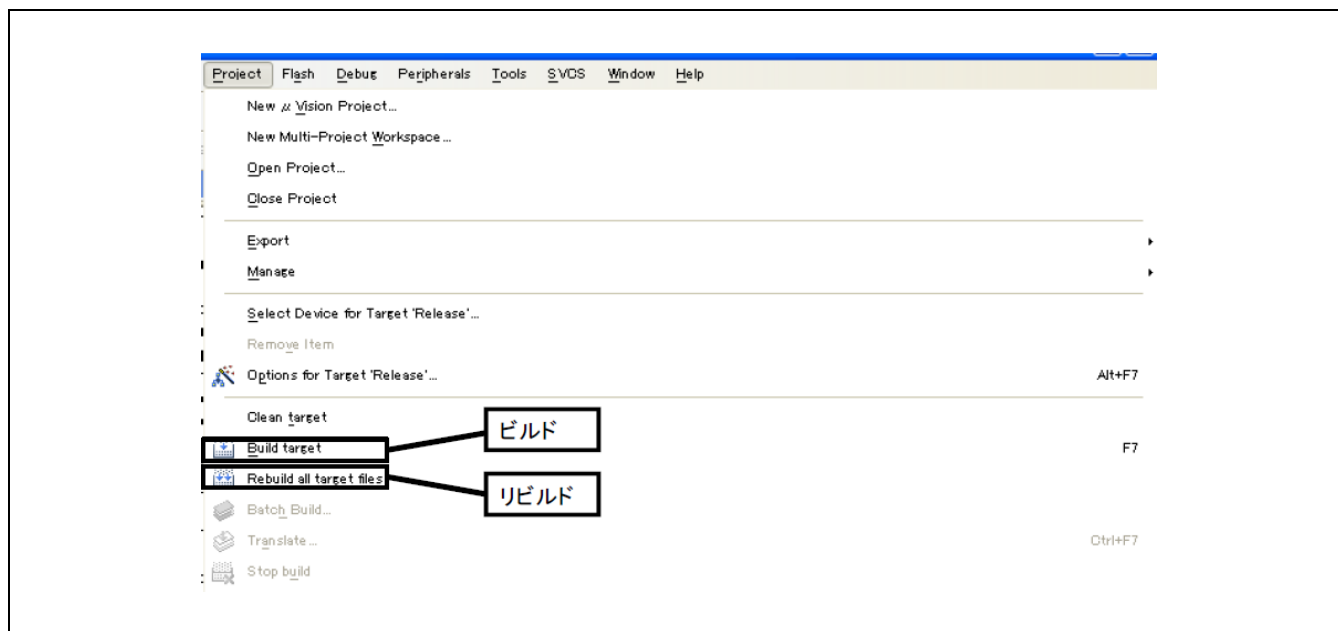 Project Flash Debug Peripherals Tools SVCS Window Help
New μ Vision Project...
New Multi-Project Workspace...
Open Project...
Close Project
Export
Manage
Select Device for Target 'Release'...
Remove Item
Options for Target 'Release'... Alt+F7
Clean target
ビルド
Build target F7
Rebuild all target files
リビルド
Batch Build...
Translate... Ctrl+F7
Stop build